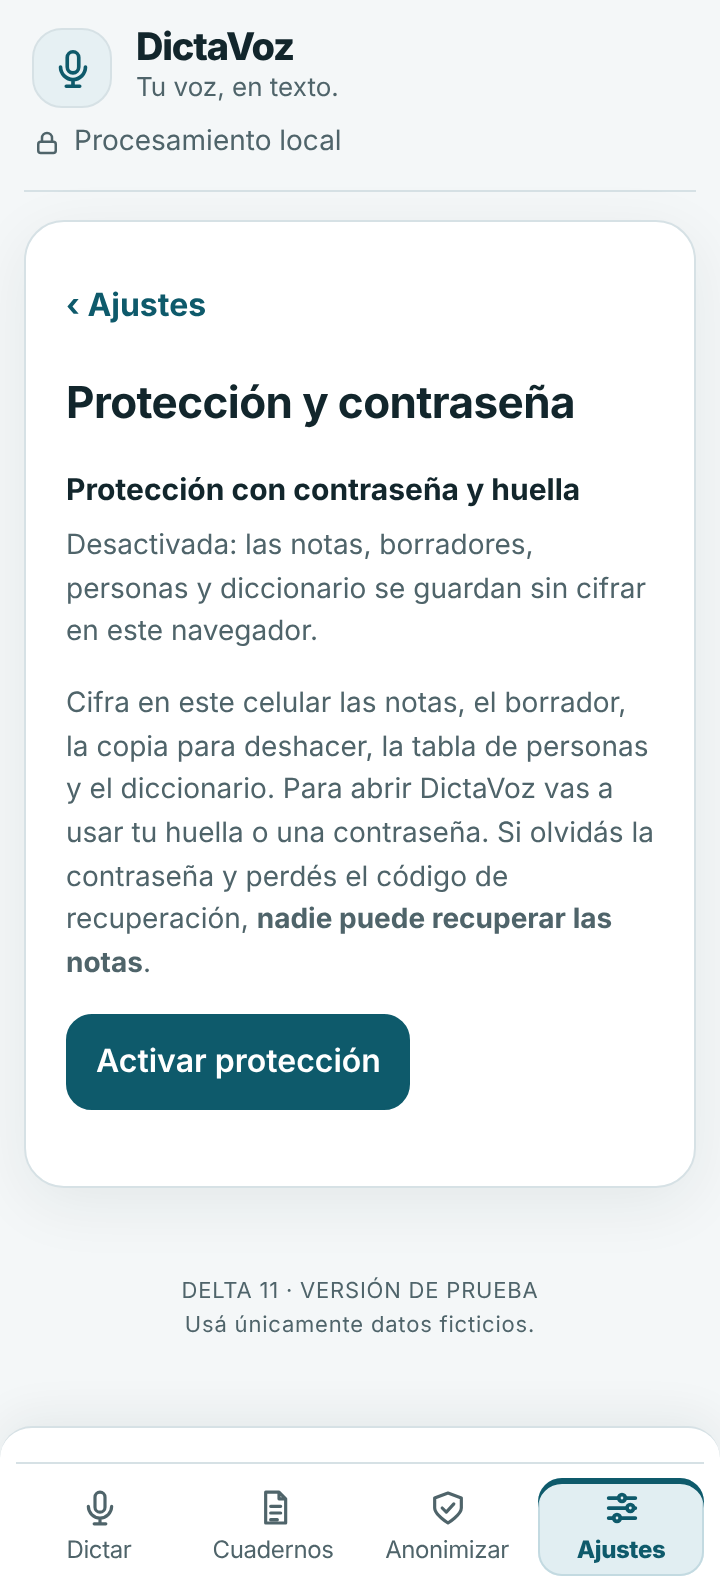 DictaVoz
Tu voz, en texto.
Procesamiento local
‹ Ajustes
Protección y contraseña
Protección con contraseña y huella
Desactivada: las notas, borradores,
personas y diccionario se guardan sin cifrar
en este navegador.
Cifra en este celular las notas, el borrador,
la copia para deshacer, la tabla de personas
y el diccionario. Para abrir DictaVoz vas a
usar tu huella o una contraseña. Si olvidás la
contraseña y perdés el código de
recuperación, nadie puede recuperar las
notas.
Activar protección
DELTA 11 · VERSIÓN DE PRUEBA
Usá únicamente datos ficticios.
Dictar
Cuadernos
Anonimizar
Ajustes